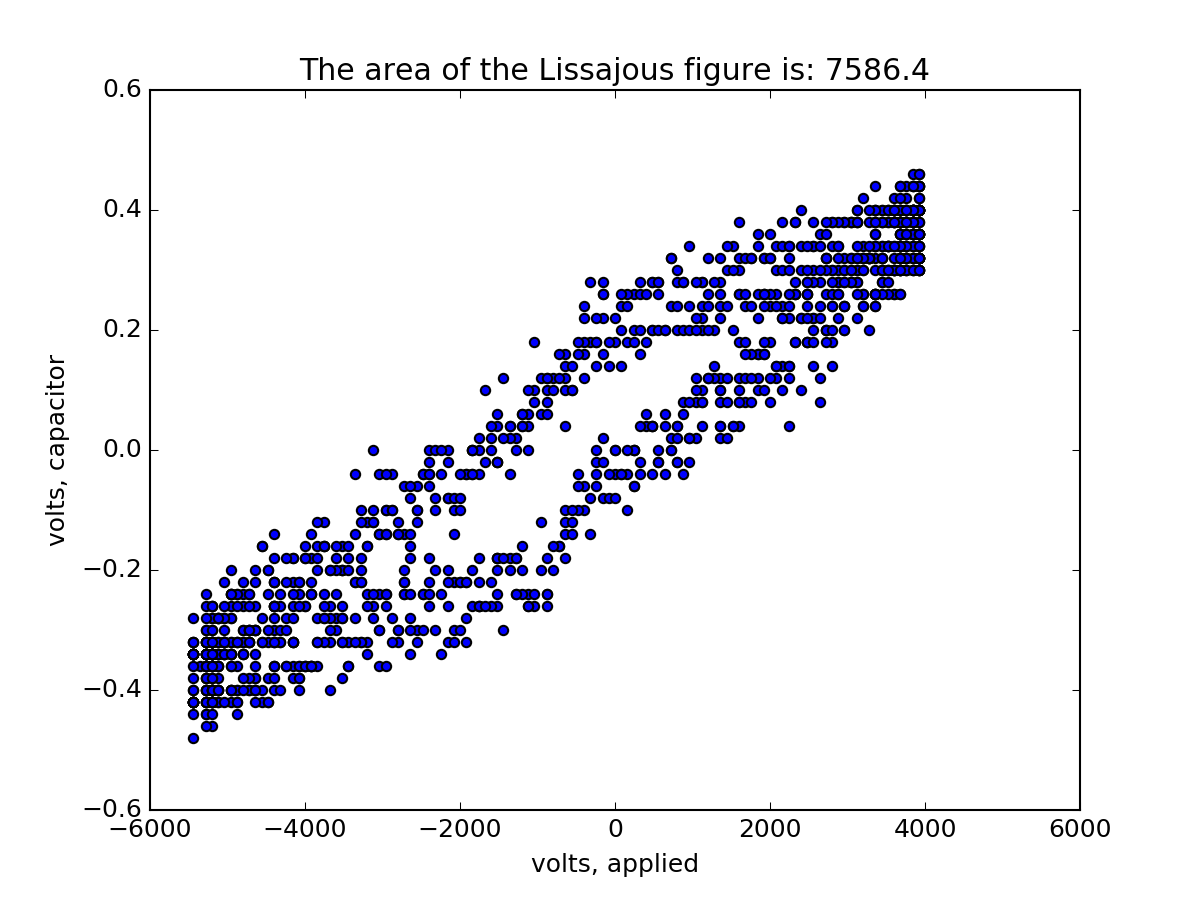 The area of the Lissajous figure is: 7586.4
0.6
0.4
0.2
0.0
−0.2
−0.4
−0.6
volts, capacitor
−6000 −4000 −2000 0 2000 4000 6000
volts, applied